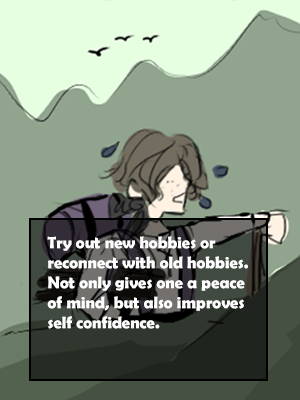 Try out new hobbies or
reconnect with old hobbies.
Not only gives one a peace
of mind, but also improves
self confidence.